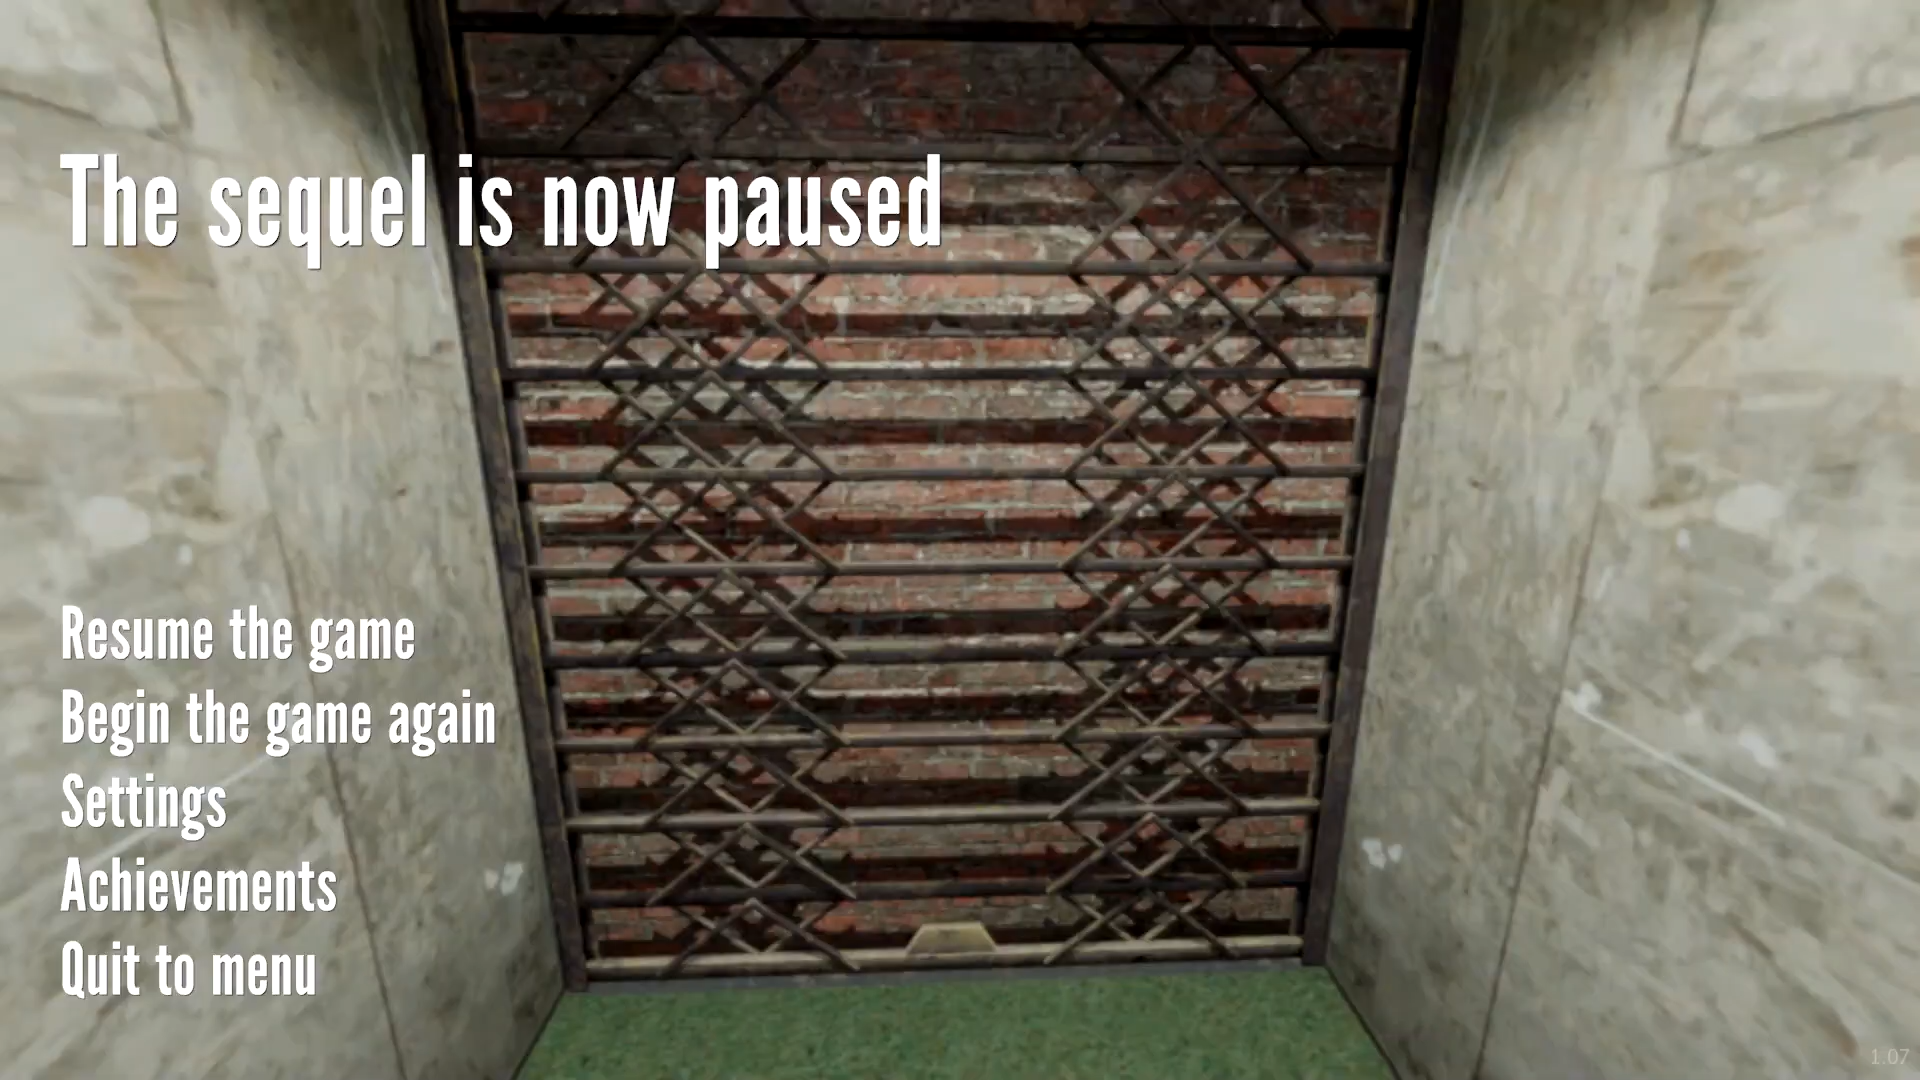 The sequel is now paused
Resume the game
Begin the game again
Settings
Achievements
Quit to menu
1.07